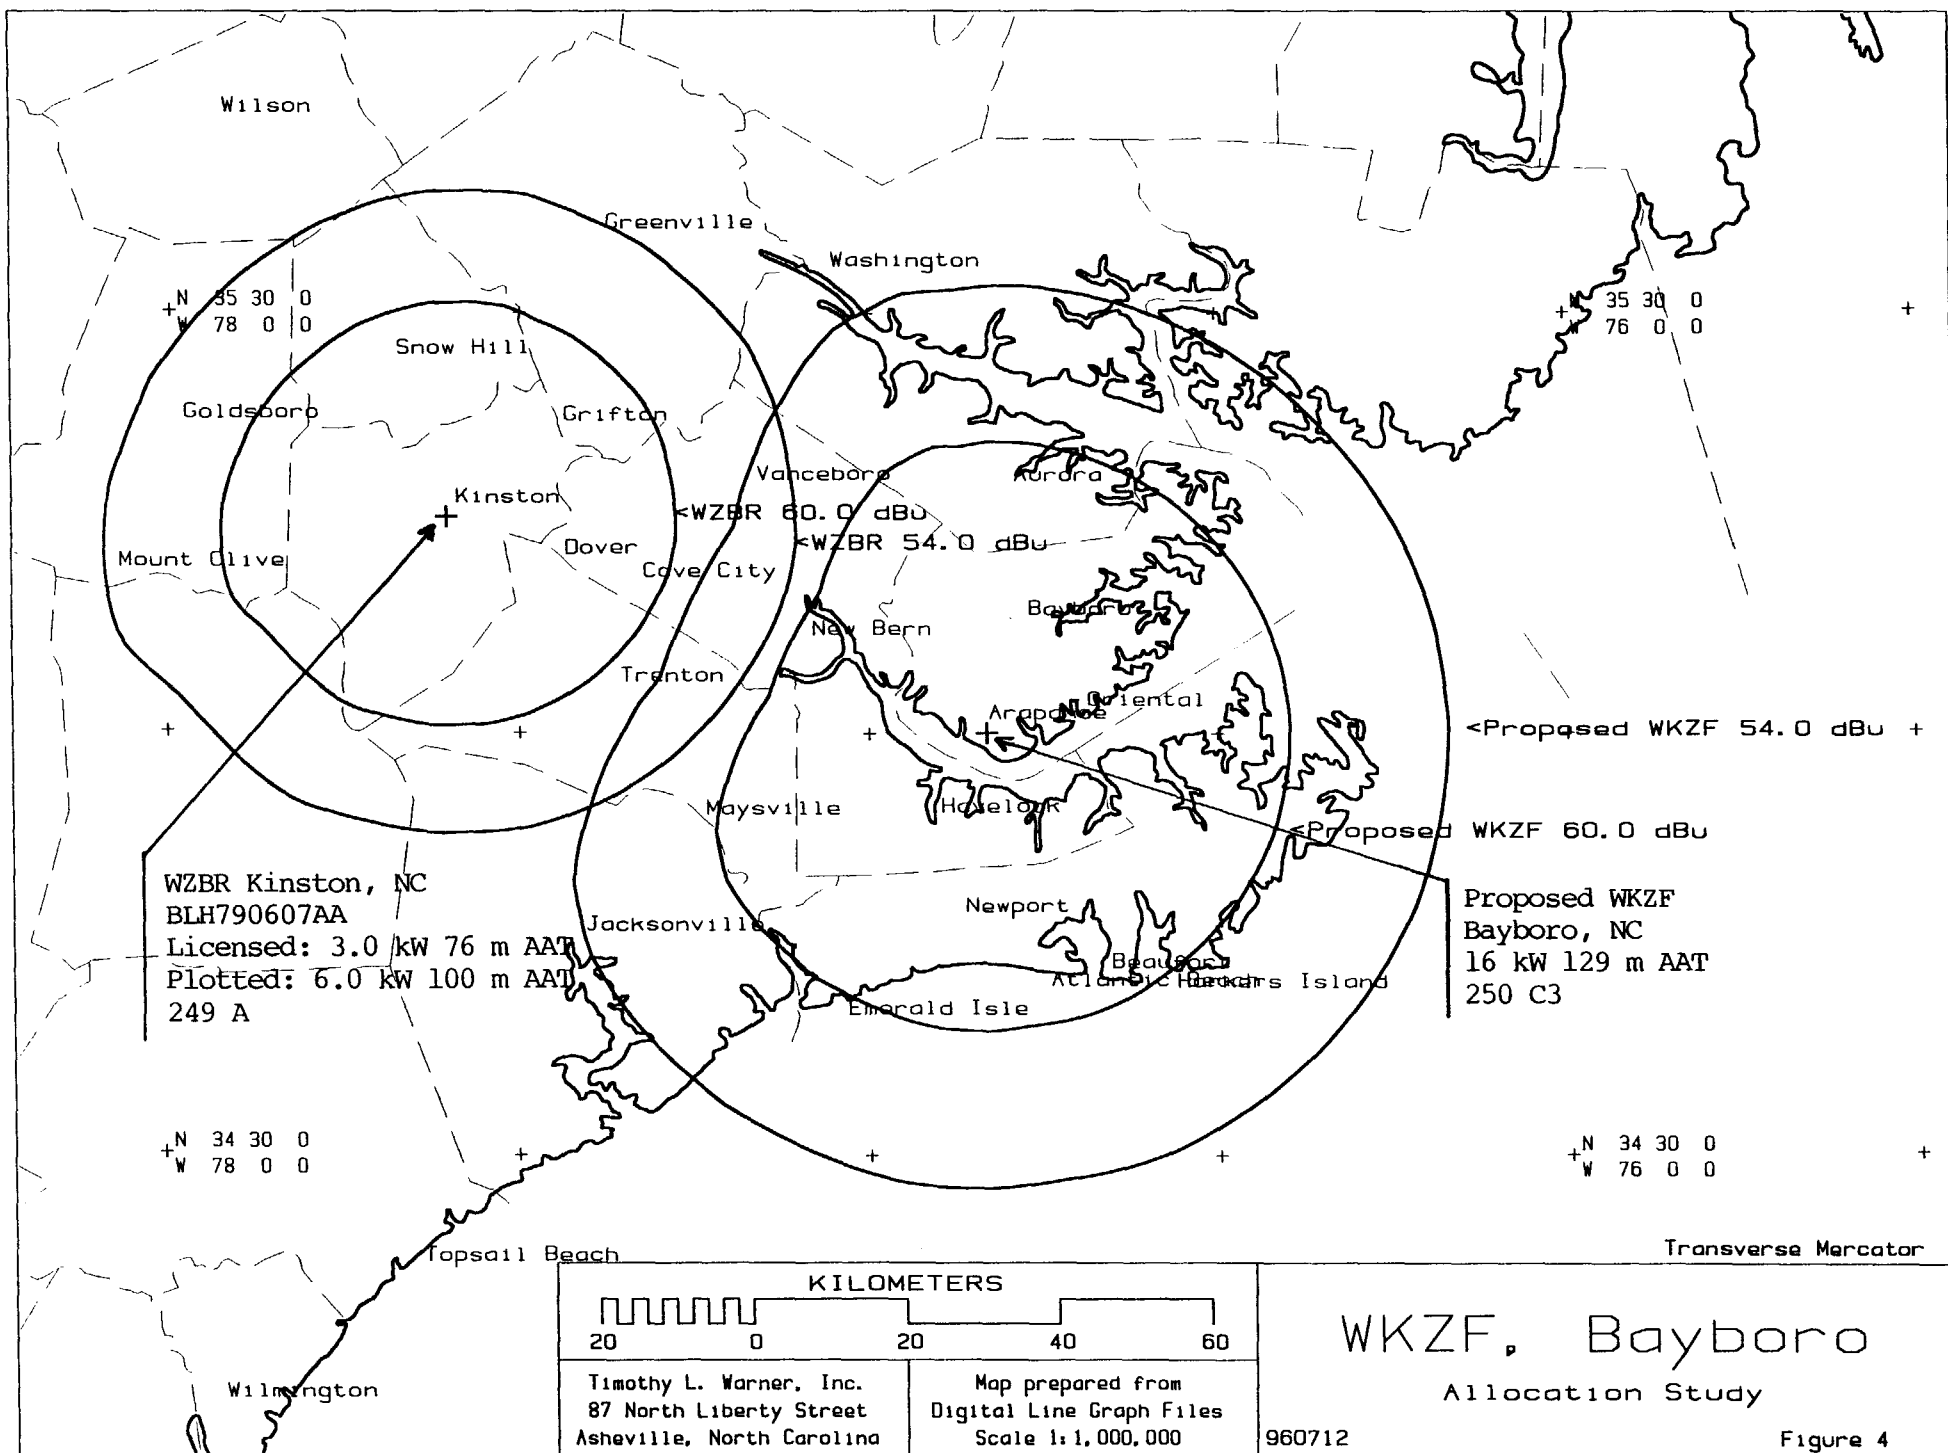 Wilson
Greenville
Washington
N 35 30 0
W 78 0 0
N 35 30 0
W 76 0 0
Snow Hill
Goldsboro
Grifton
Vanceboro
Aurora
Kinston
<WZBR 60.0 dBu
<WZBR 54.0 dBu
Dover
Mount Olive
Cove City
Bayboro
New Bern
Trenton
Oriental
Arapahoe
<Proposed WKZF 54.0 dBu
Maysville
Havelock
<Proposed WKZF 60.0 dBu
WZBR Kinston, NC
BLH790607AA
Licensed: 3.0 kW 76 m AAT
Plotted: 6.0 kW 100 m AAT
249 A
Proposed WKZF
Bayboro, NC
16 kW 129 m AAT
250 C3
Newport
Jacksonville
Beaufort
Atlantic Beach
Harkers Island
Emerald Isle
N 34 30 0
W 78 0 0
N 34 30 0
W 76 0 0
Topsail Beach
Transverse Mercator
KILOMETERS
20 0 20 40 60
Wilmington
Timothy L. Warner, Inc.
87 North Liberty Street
Asheville, North Carolina
Map prepared from
Digital Line Graph Files
Scale 1:1,000,000
WKZF, Bayboro
Allocation Study
960712
Figure 4